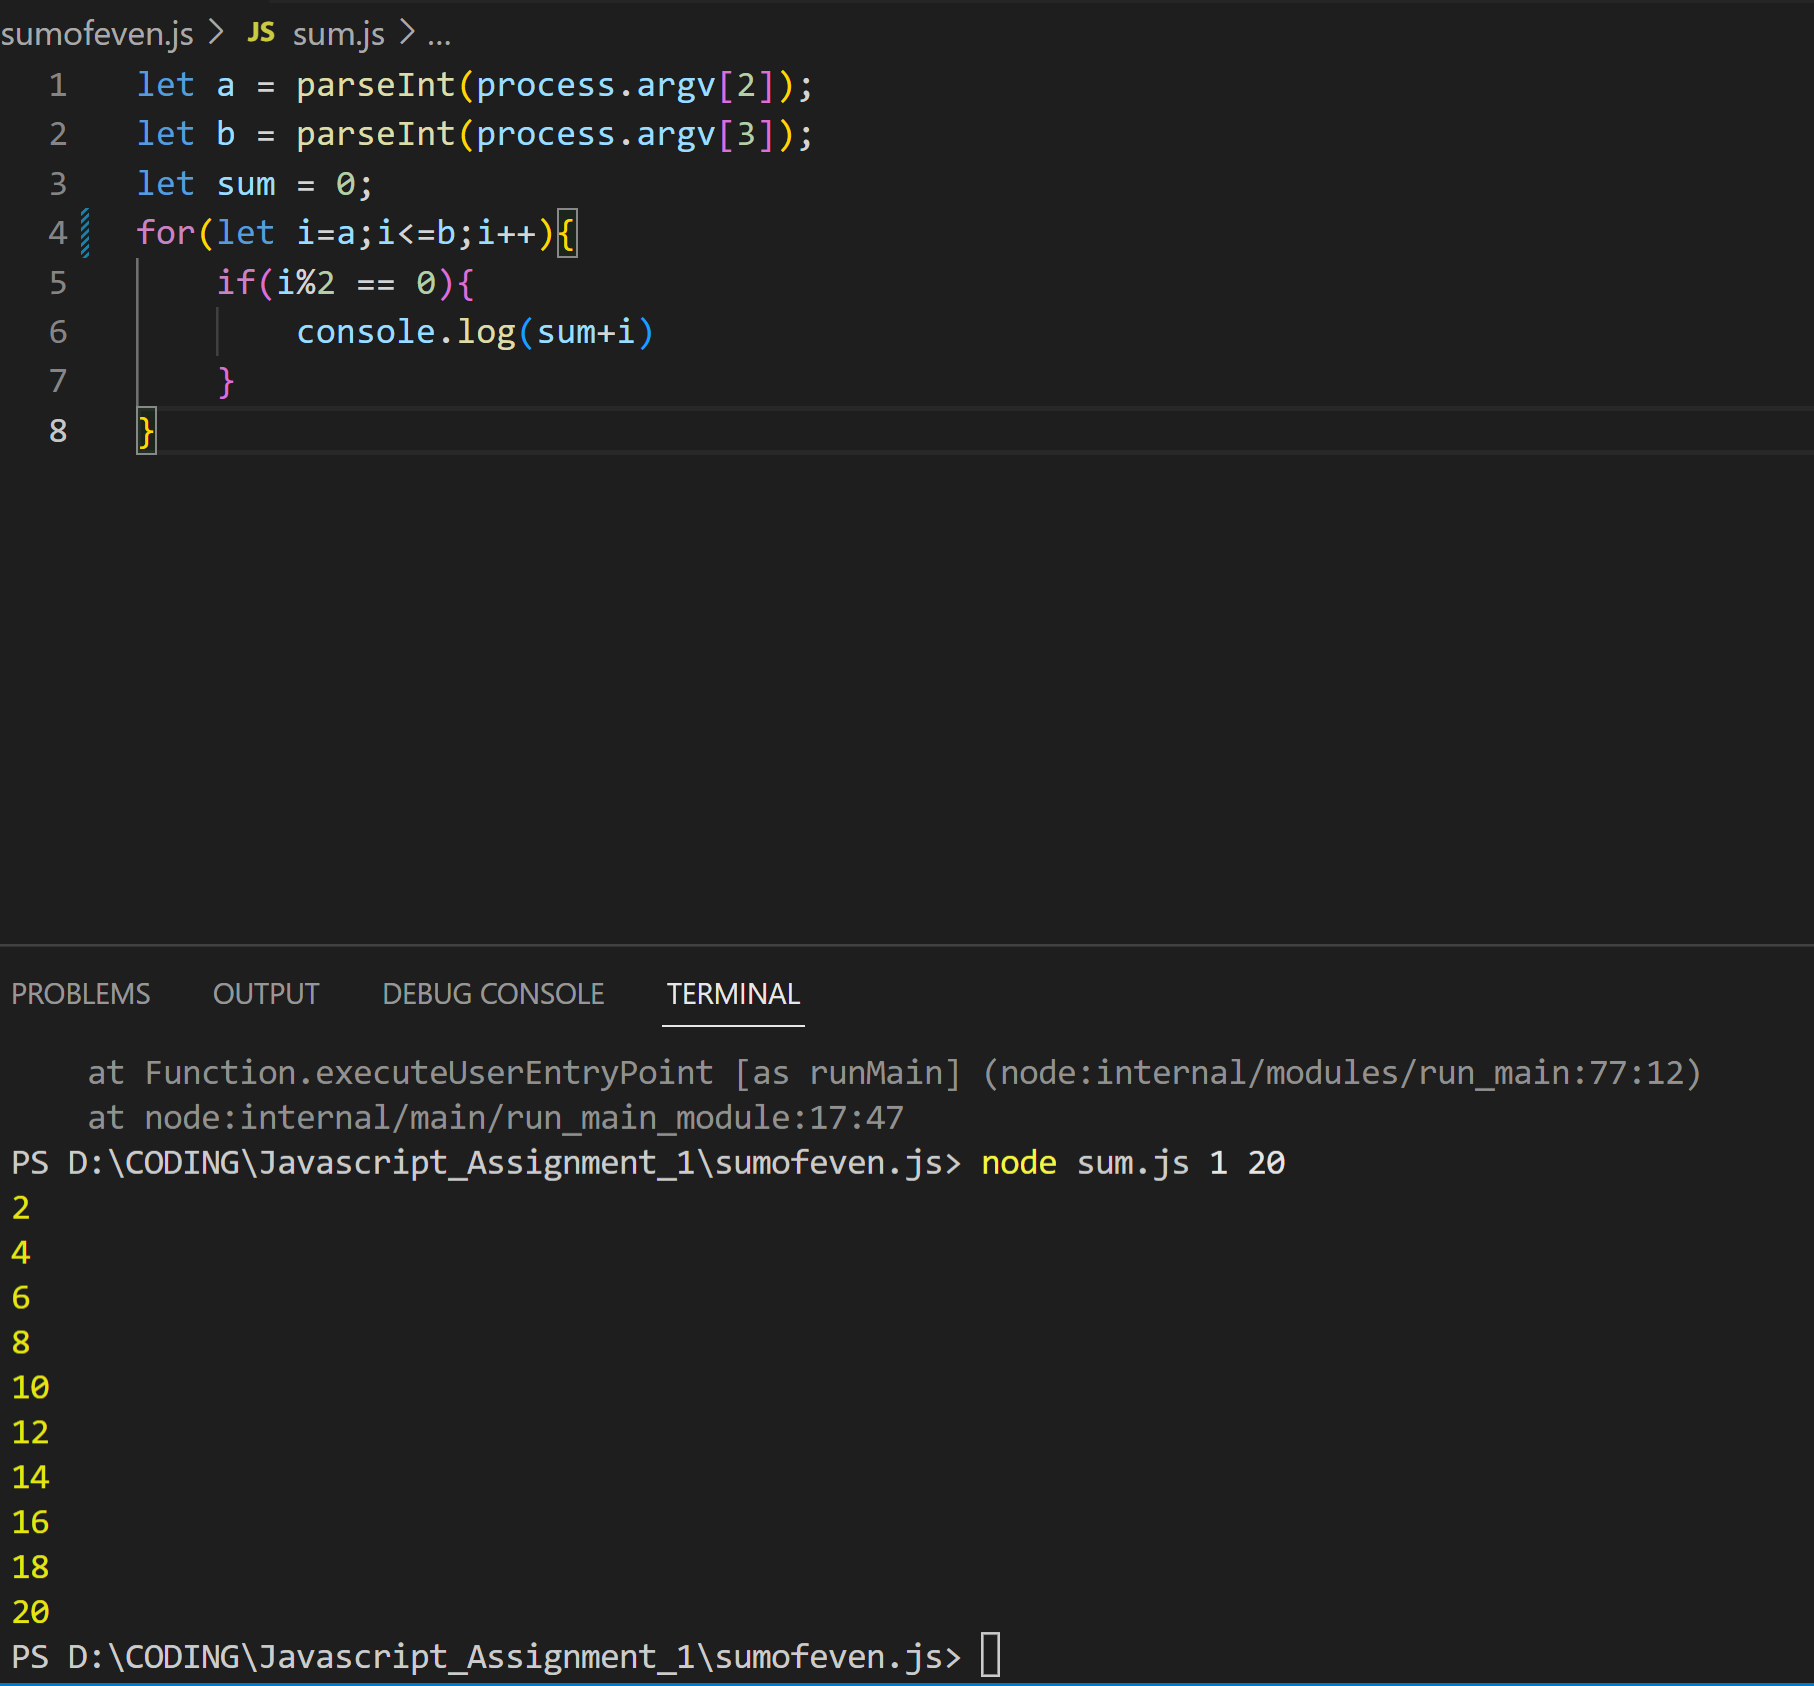 sumofeven.js > JS sum.js > ...
1 let a = parseInt(process.argv[2]);
2 let b = parseInt(process.argv[3]);
3 let sum = 0;
4 for(let i=a;i<=b;i++){
5     if(i%2 == 0){
6         console.log(sum+i)
7     }
8 }
PROBLEMS OUTPUT DEBUG CONSOLE TERMINAL
    at Function.executeUserEntryPoint [as runMain] (node:internal/modules/run_main:77:12)
    at node:internal/main/run_main_module:17:47
PS D:\CODING\Javascript_Assignment_1\sumofeven.js> node sum.js 1 20
2
4
6
8
10
12
14
16
18
20
PS D:\CODING\Javascript_Assignment_1\sumofeven.js>